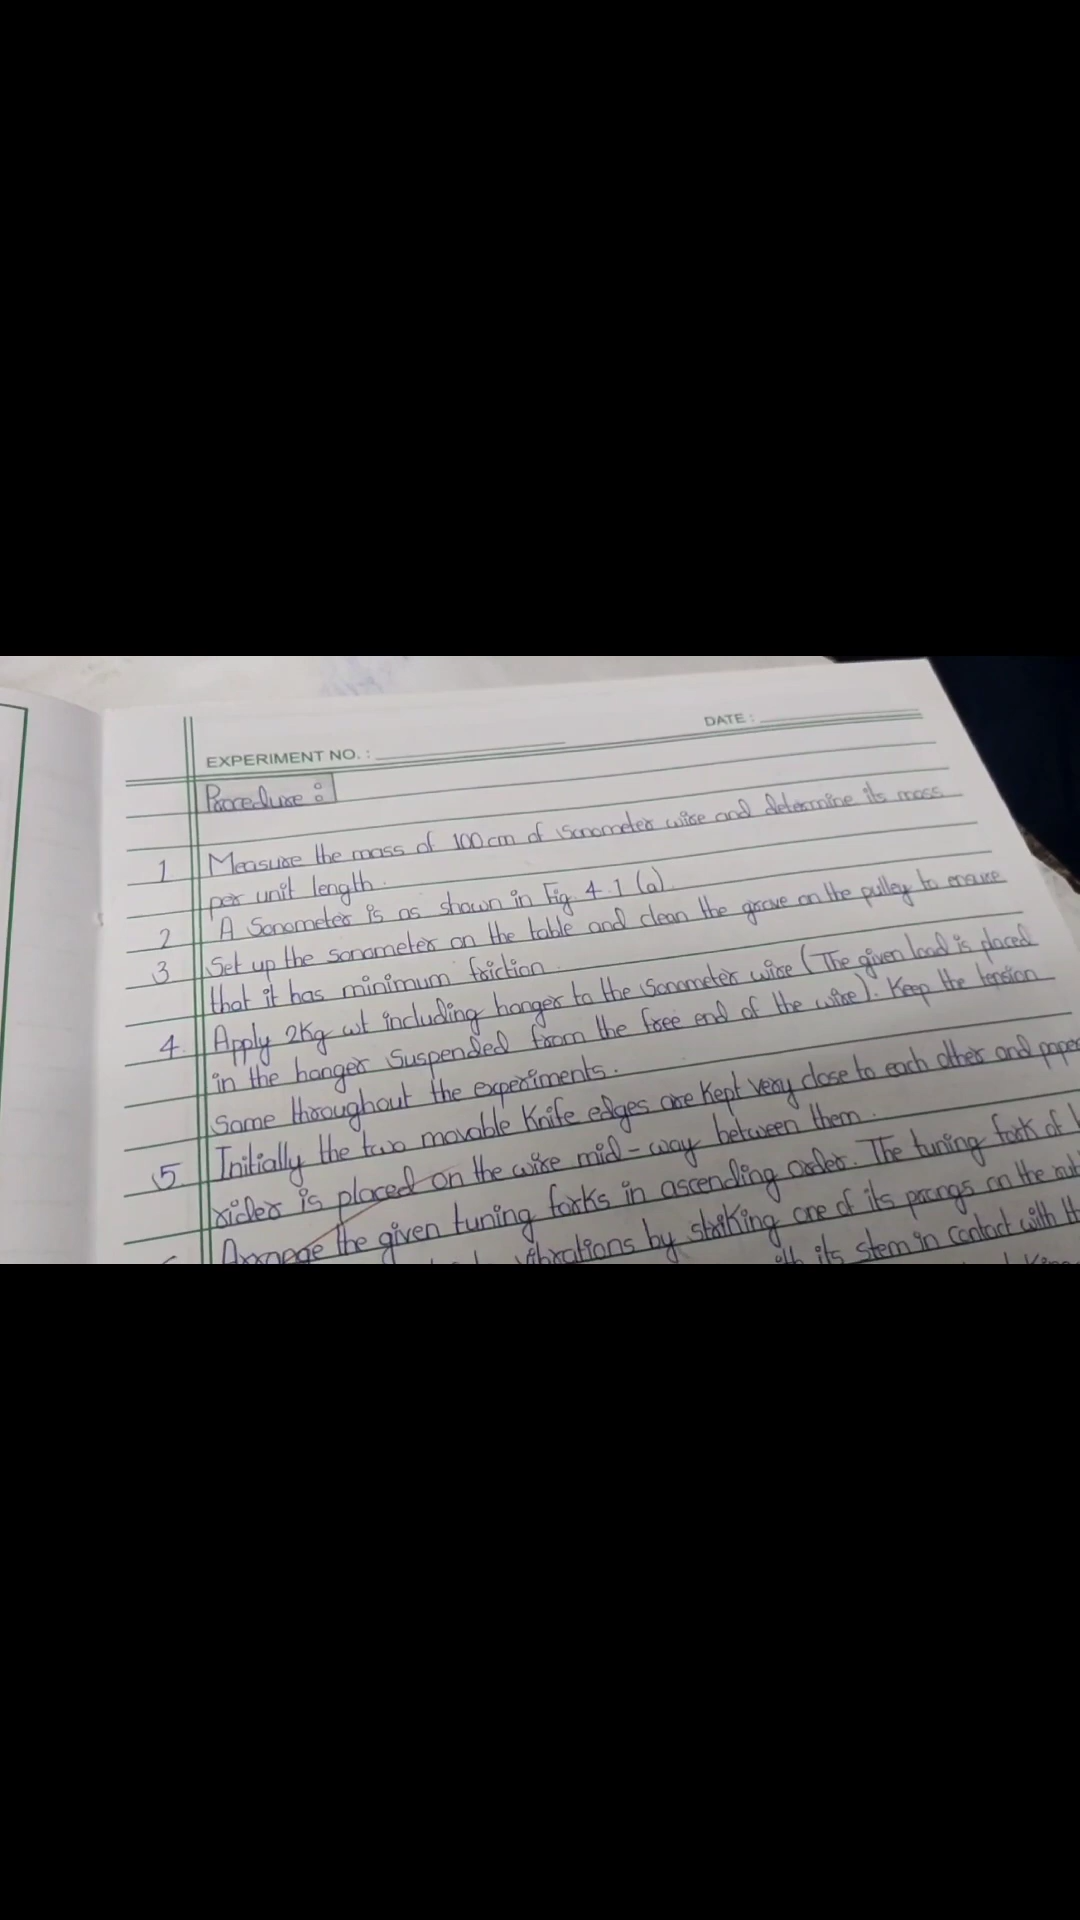 DATE :
EXPERIMENT NO. :
Procedure :
1 Measure the mass of 100 cm of Sonometer wire and determine its mass
per unit length.
2 A Sonometer is as shown in Fig 4.1 (a)
3 Set up the sonometer on the table and clean the grove on the pulley to ensure
that it has minimum friction.
4. Apply 2Kg wt including hanger to the Sonometer wire (The given load is placed
in the hanger suspended from the free end of the wire). Keep the tension
same throughout the experiments.
5. Initially the two movable Knife edges are kept very close to each other and paper
rider is placed on the wire mid-way between them.
Arrange the given tuning forks in ascending order. The tuning fork of
vibrations by striking one of its prongs on the
its stem in contact with